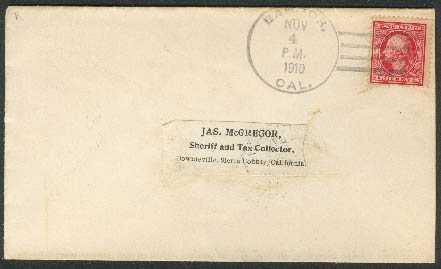 NOV
4
P.M.
1910
CAL.
JAS. McGREGOR,
Sheriff and Tax Collector,
Downieville, Sierra County, California.